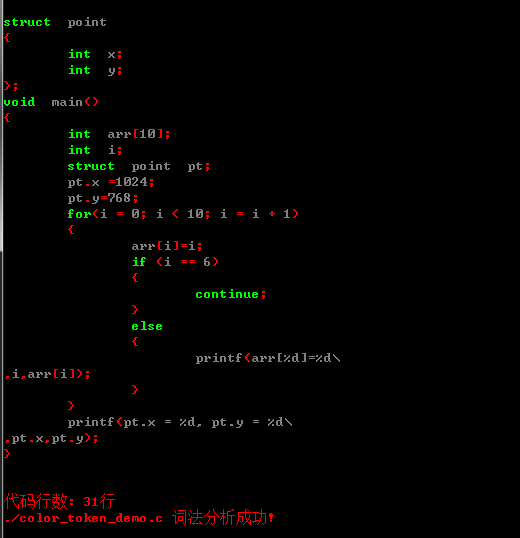 struct point
{
int x;
int y;
};
void main()
{
int arr[10];
int i;
struct point pt;
pt.x =1024;
pt.y=768;
for(i = 0; i < 10; i = i + 1)
{
arr[i]=i;
if (i == 6)
{
continue;
}
else
{
printf(arr[%d]=%d\
,i,arr[i]);
}
}
printf(pt.x = %d, pt.y = %d\
,pt.x,pt.y);
}
代码行数: 31行
./color_token_demo.c 词法分析成功!